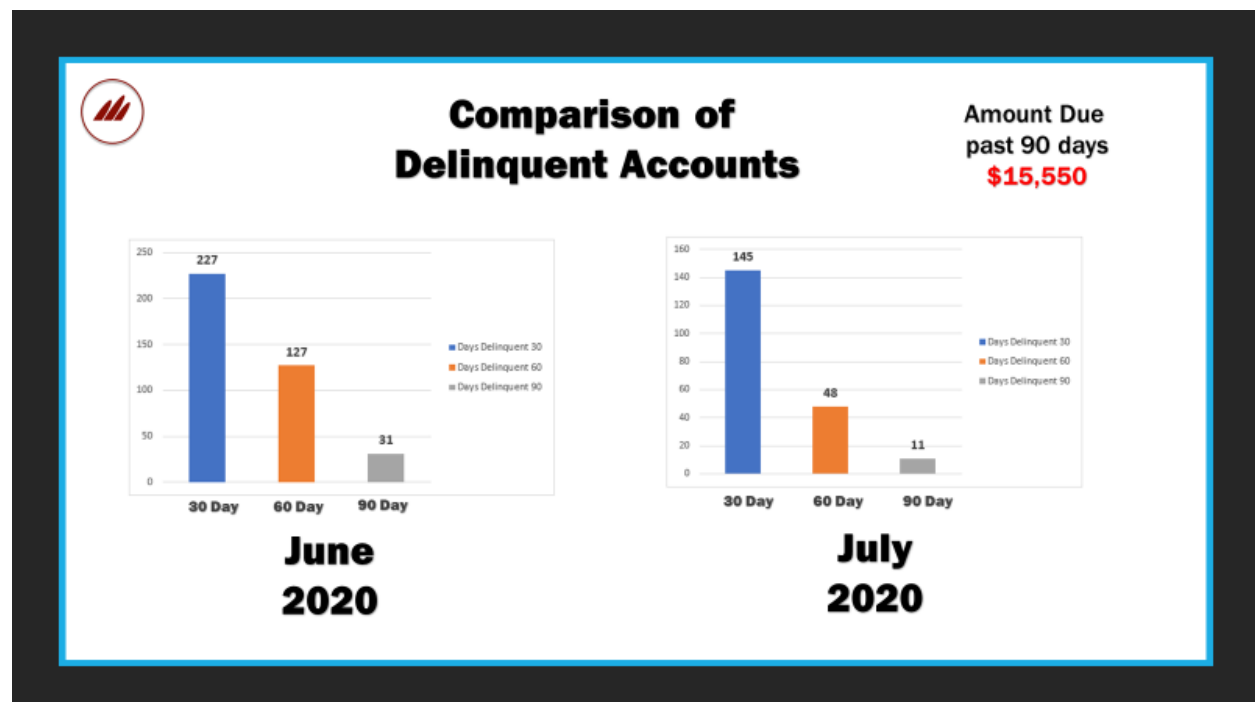 Comparison of
Delinquent Accounts
Amount Due
past 90 days
$15,550
250
200
150
100
50
0
227
127
31
Days Delinquent 30
Days Delinquent 60
Days Delinquent 90
30 Day
60 Day
90 Day
June
2020
160
140
120
100
80
60
40
20
0
145
48
11
Days Delinquent 30
Days Delinquent 60
Days Delinquent 90
30 Day
60 Day
90 Day
July
2020